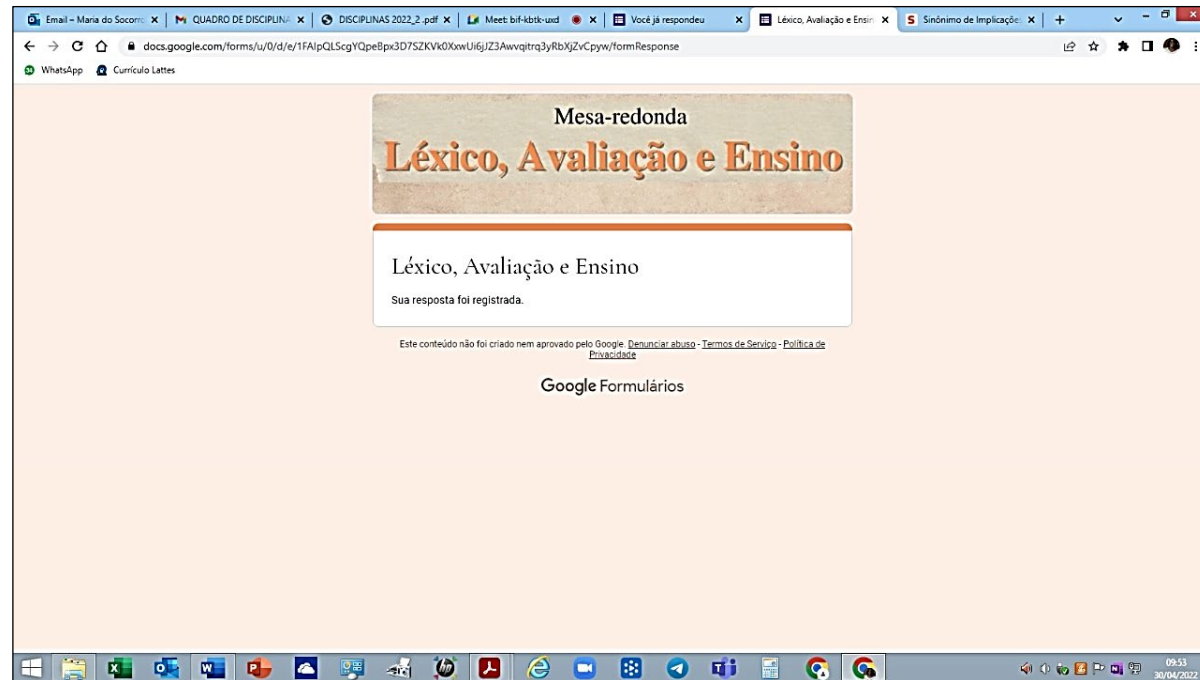 Email – Maria do Socorro
QUADRO DE DISCIPLINA
DISCIPLINAS 2022_2 .pdf
Meet: bif-kbtk-uxd
Você já respondeu
Léxico, Avaliação e Ensin
Sinônimo de Implicaçõe
docs.google.com/forms/u/0/d/e/1FAIpQLScgYQpeBpx3D7SZKVk0XxwUi6jJZ3Awvqitrq3yRbXjZvCpyw/formResponse
WhatsApp
Currículo Lattes
Mesa-redonda
Léxico, Avaliação e Ensino
Léxico, Avaliação e Ensino
Sua resposta foi registrada.
Este conteúdo não foi criado nem aprovado pelo Google. Denunciar abuso - Termos de Serviço - Política de
Privacidade
Google Formulários
09:53
30/04/2022